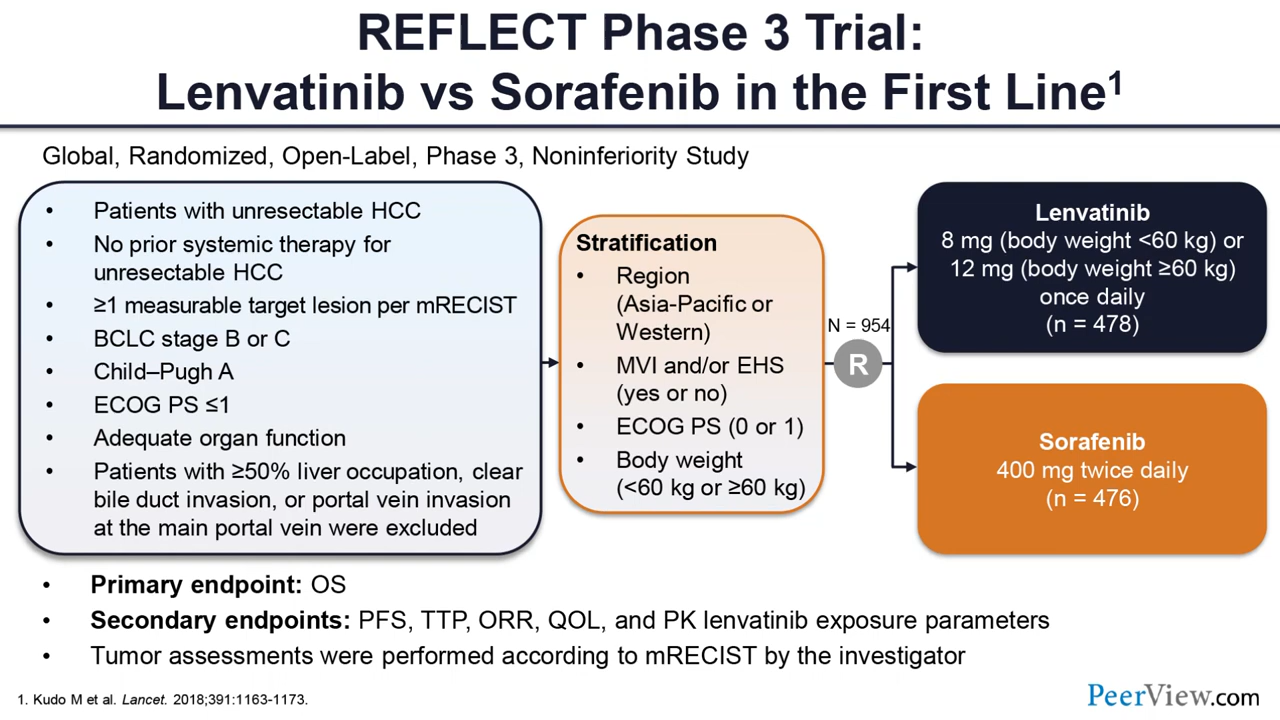 REFLECT Phase 3 Trial:
Lenvatinib vs Sorafenib in the First Line¹
Global, Randomized, Open-Label, Phase 3, Noninferiority Study
• Patients with unresectable HCC
• No prior systemic therapy for
unresectable HCC
• ≥1 measurable target lesion per mRECIST
• BCLC stage B or C
• Child–Pugh A
• ECOG PS ≤1
• Adequate organ function
• Patients with ≥50% liver occupation, clear
bile duct invasion, or portal vein invasion
at the main portal vein were excluded
Stratification
• Region
(Asia-Pacific or
Western)
• MVI and/or EHS
(yes or no)
• ECOG PS (0 or 1)
• Body weight
(<60 kg or ≥60 kg)
N = 954
R
Lenvatinib
8 mg (body weight <60 kg) or
12 mg (body weight ≥60 kg)
once daily
(n = 478)
Sorafenib
400 mg twice daily
(n = 476)
• Primary endpoint: OS
• Secondary endpoints: PFS, TTP, ORR, QOL, and PK lenvatinib exposure parameters
• Tumor assessments were performed according to mRECIST by the investigator
1. Kudo M et al. Lancet. 2018;391:1163-1173.
PeerView.com